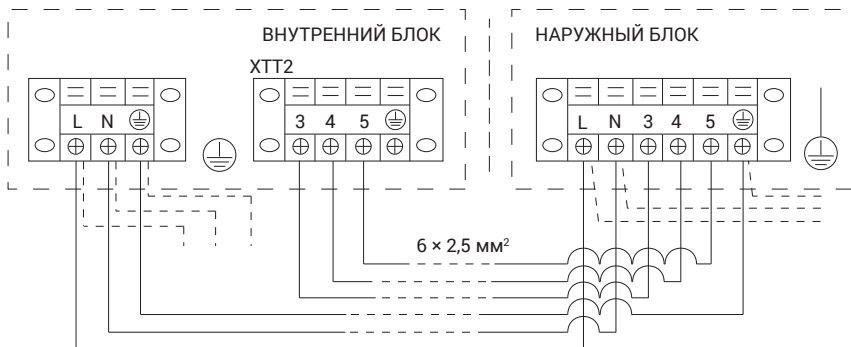 ВНУТРЕННИЙ БЛОК
НАРУЖНЫЙ БЛОК
XTT2
L N
3 4 5
L N 3 4 5
6 × 2,5 мм²